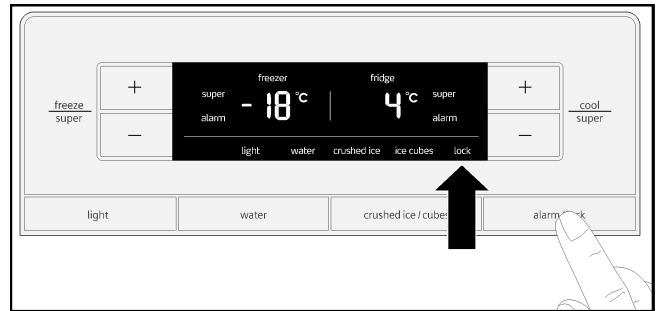 freezer fridge
super -18 °C 4 °C super
alarm alarm
light water crushed ice ice cubes lock
freeze
super
+
−
+
−
cool
super
light water crushed ice / cubes alarm